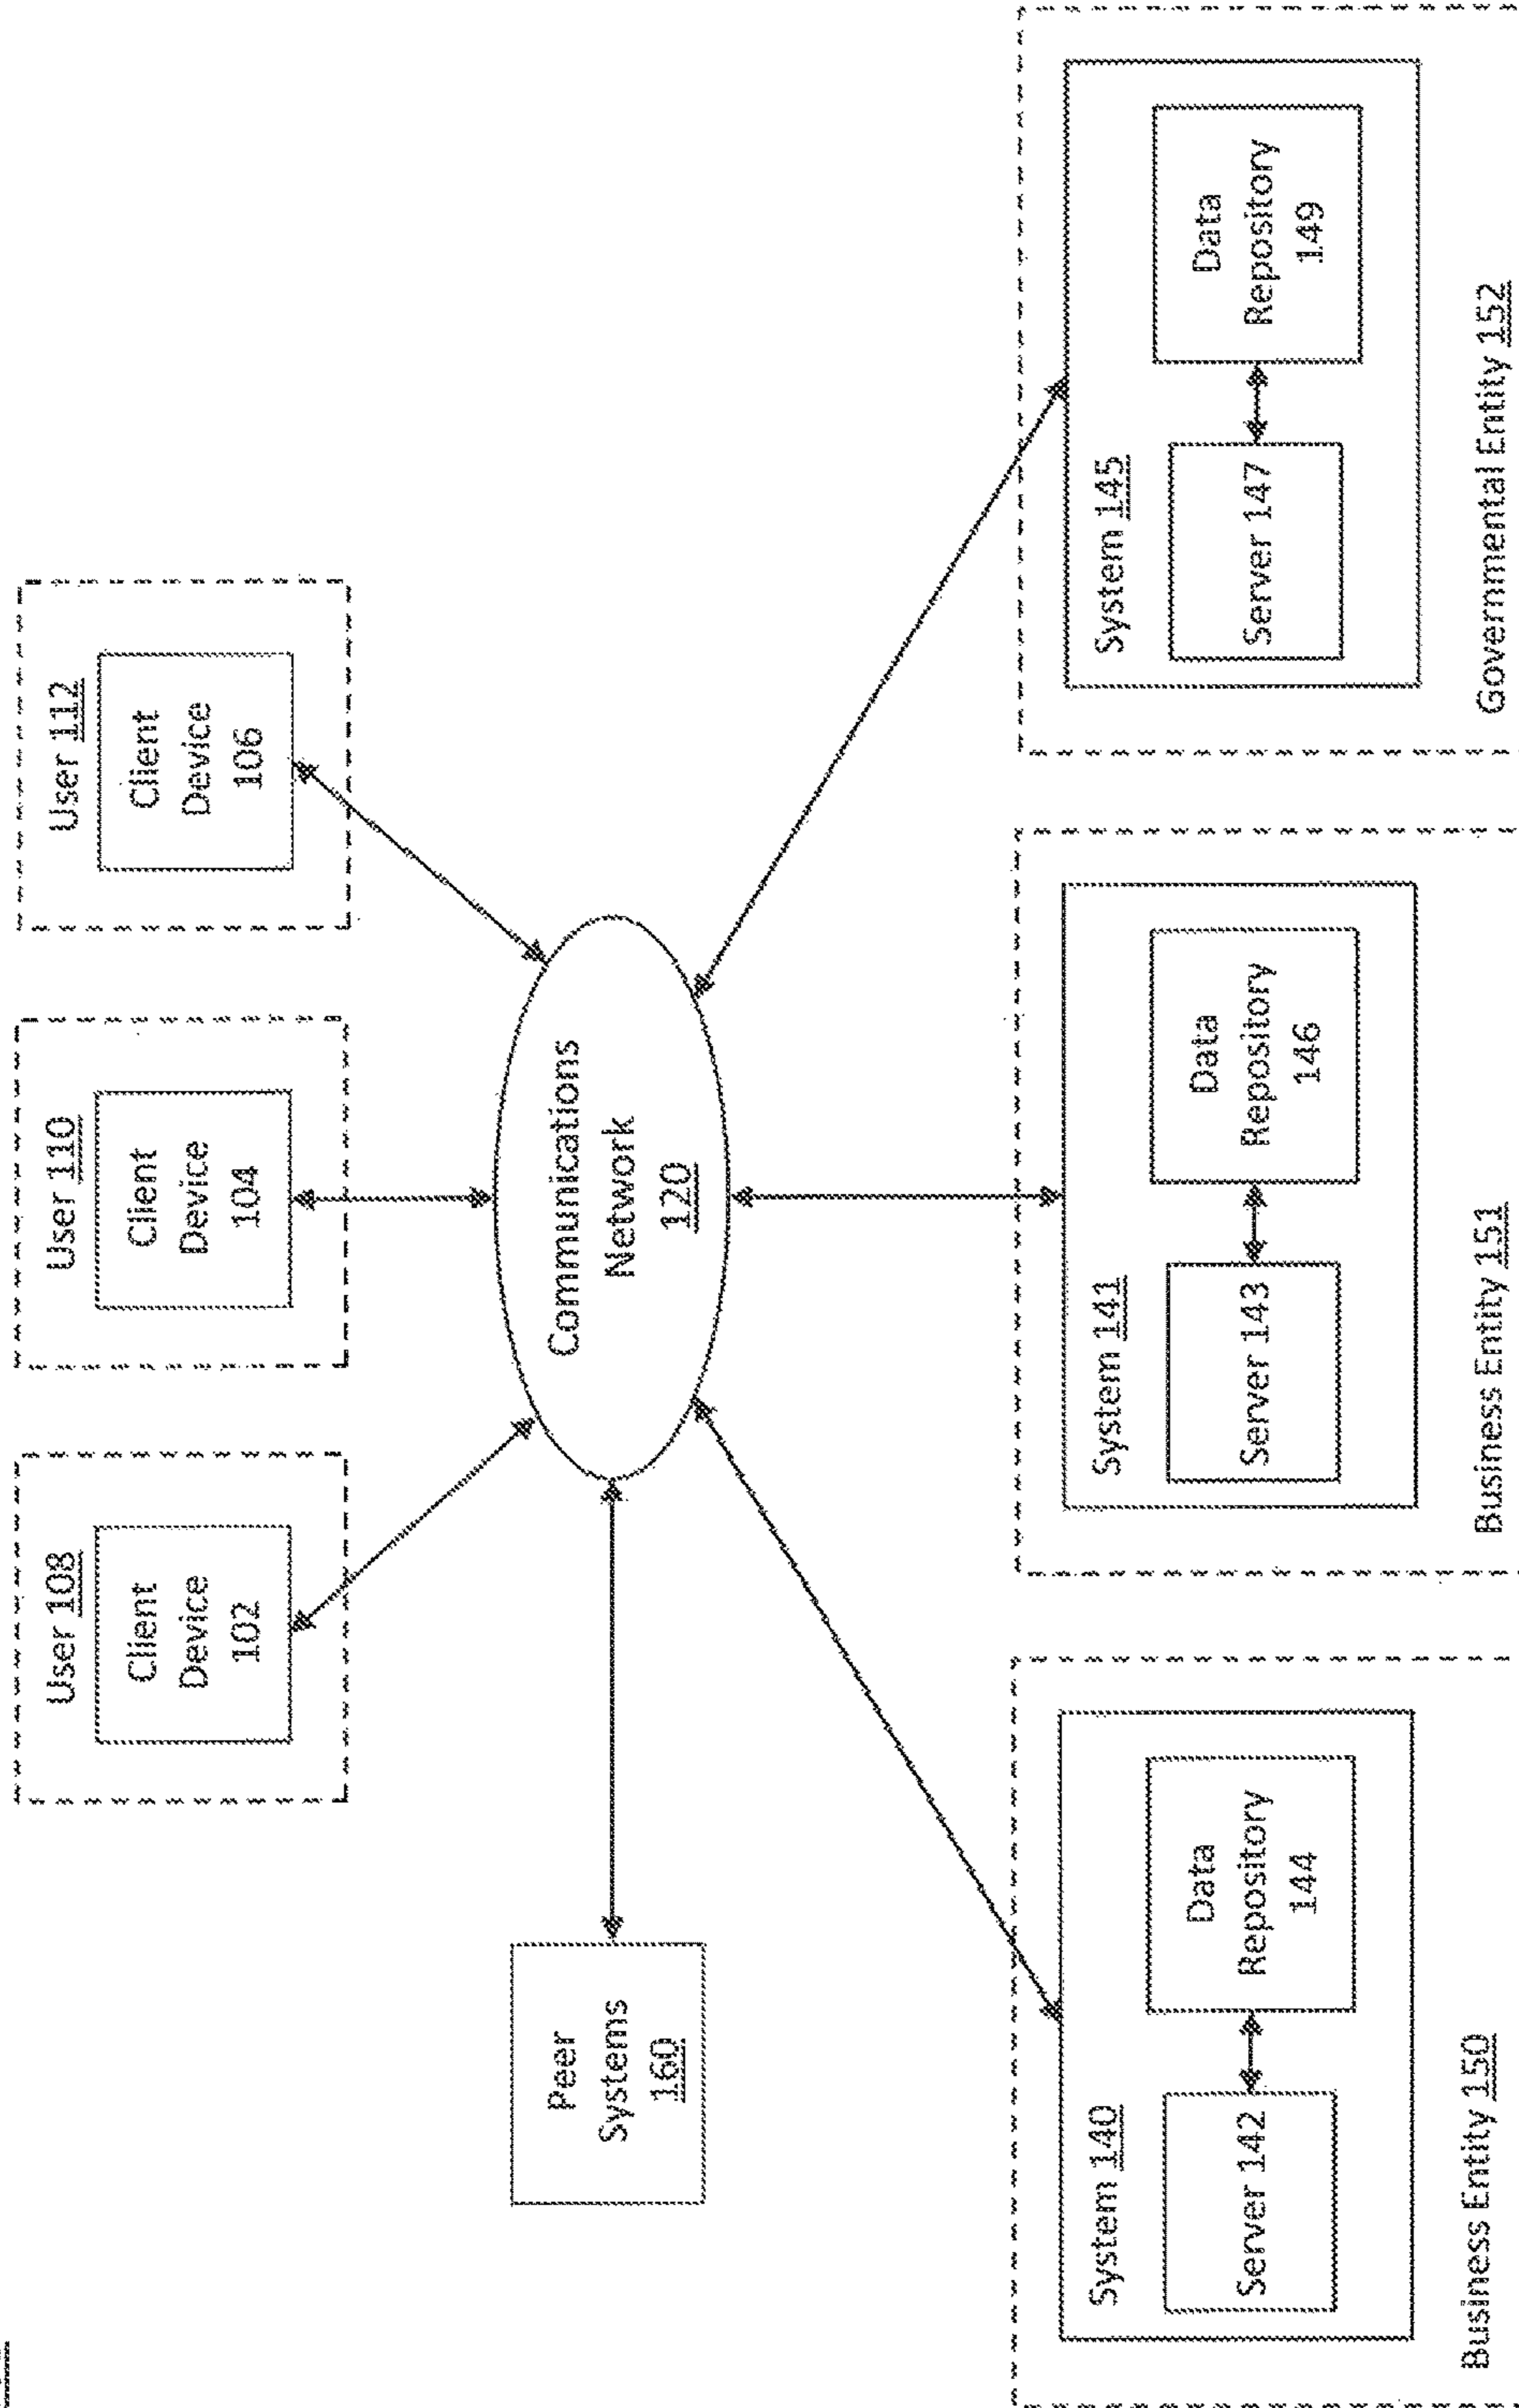 User 108
Client
Device
102
User 110
Client
Device
104
User 112
Client
Device
106
Peer
Systems
160
Communications
Network
120
System 140
Server 142
Data
Repository
144
Business Entity 150
System 141
Server 143
Data
Repository
146
Business Entity 151
System 145
Server 147
Data
Repository
149
Governmental Entity 152